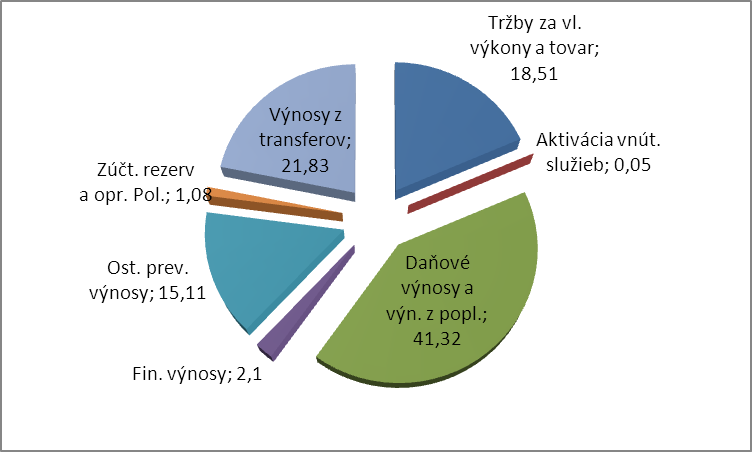 Tržby za vl.
výkony a tovar;
18,51
Aktivácia vnút.
služieb; 0,05
Daňové
výnosy a
výn. z popl.;
41,32
Fin. výnosy; 2,1
Ost. prev.
výnosy; 15,11
Zúčt. rezerv
a opr. Pol.; 1,08
Výnosy z
transferov;
21,83